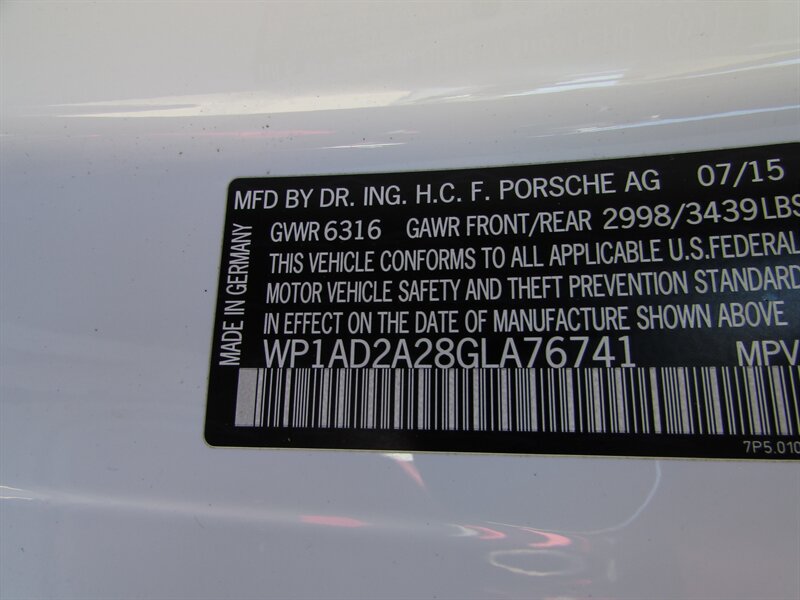 MFD BY DR. ING. H.C. F. PORSCHE AG 07/15
GVWR 6316 GAWR FRONT/REAR 2998/3439 LBS
THIS VEHICLE CONFORMS TO ALL APPLICABLE U.S.FEDERAL
MOTOR VEHICLE SAFETY AND THEFT PREVENTION STANDARD
IN EFFECT ON THE DATE OF MANUFACTURE SHOWN ABOVE
WP1AD2A28GLA76741 MPV
7P5.010
MADE IN GERMANY